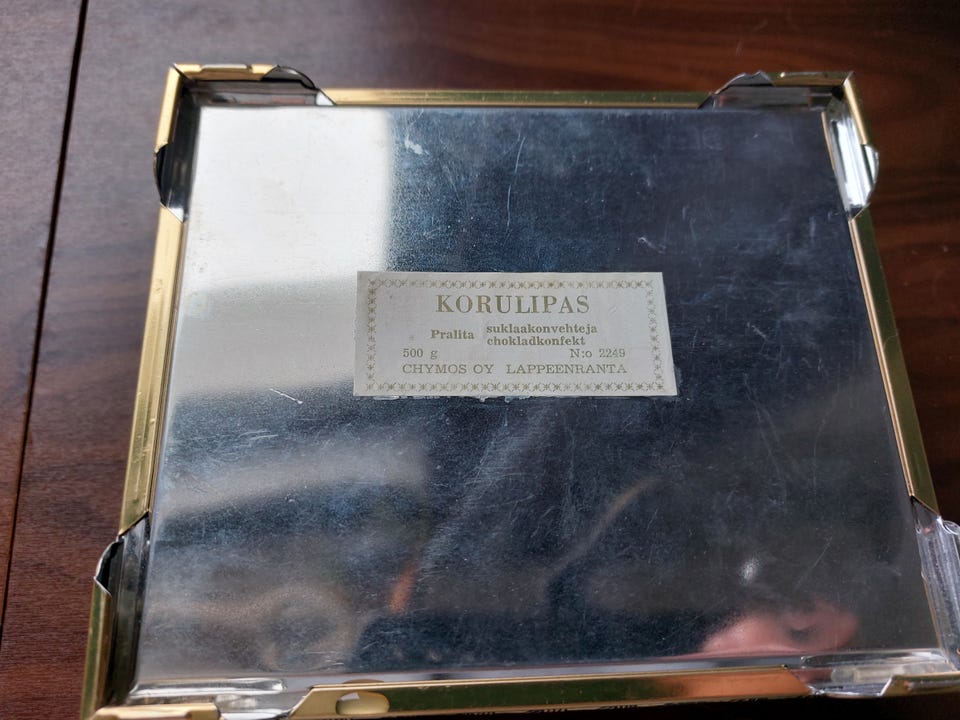 KORULIPAS
Pralita suklaakonvehteja
chokladkonfekt
500 g N:o 2249
CHYMOS OY LAPPEENRANTA